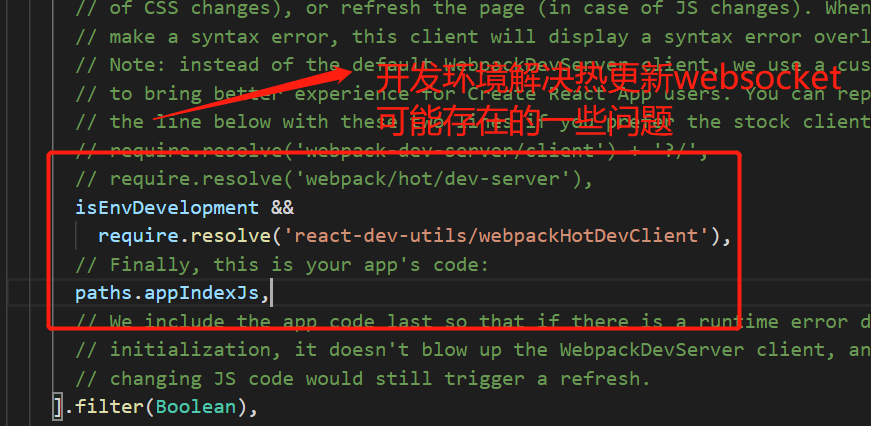 // of CSS changes), or refresh the page (in case of JS changes). When
// make a syntax error, this client will display a syntax error overl
// Note: instead of the default WebpackDevServer client, we use a cus
开发环境解决热更新websocket
// to bring better experience for Create React App users. You can rep
可能存在的一些问题
// the line below with these two lines if you prefer the stock client
// require.resolve('webpack-dev-server/client') + '?/',
// require.resolve('webpack/hot/dev-server'),
isEnvDevelopment &&
require.resolve('react-dev-utils/webpackHotDevClient'),
// Finally, this is your app's code:
paths.appIndexJs,
// We include the app code last so that if there is a runtime error d
// initialization, it doesn't blow up the WebpackDevServer client, an
// changing JS code would still trigger a refresh.
].filter(Boolean),